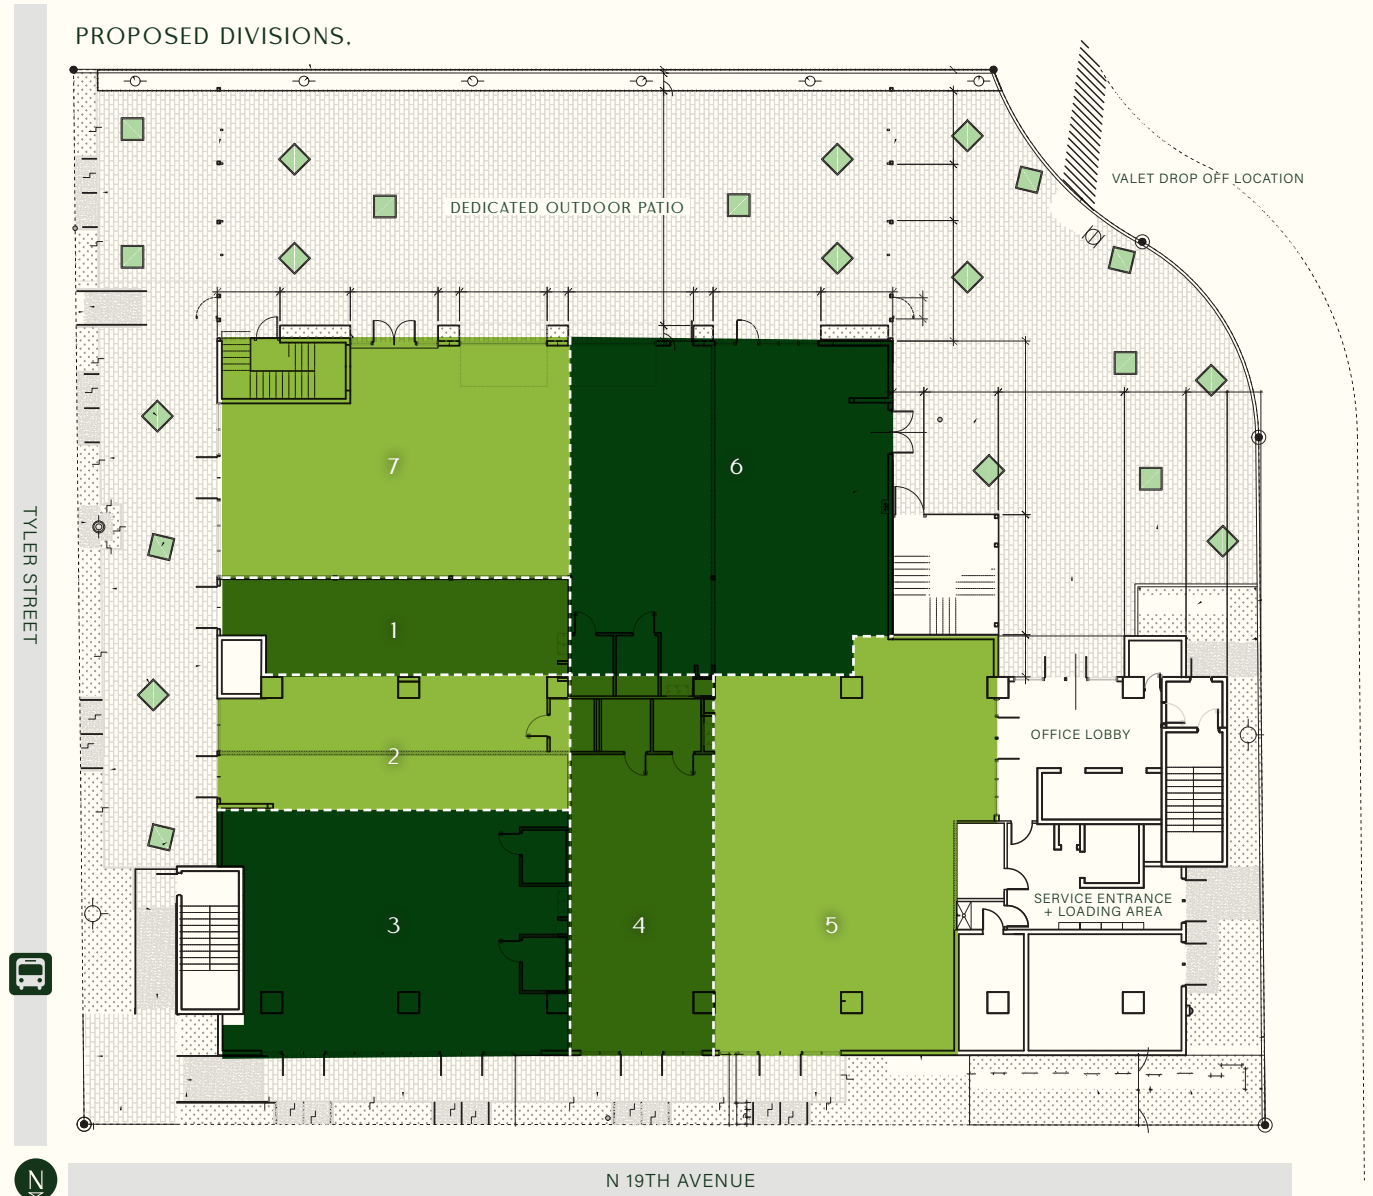 PROPOSED DIVISIONS.
VALET DROP OFF LOCATION
DEDICATED OUTDOOR PATIO
7
6
TYLER STREET
1
2
OFFICE LOBBY
SERVICE ENTRANCE
+ LOADING AREA
3
4
5
N
N 19TH AVENUE